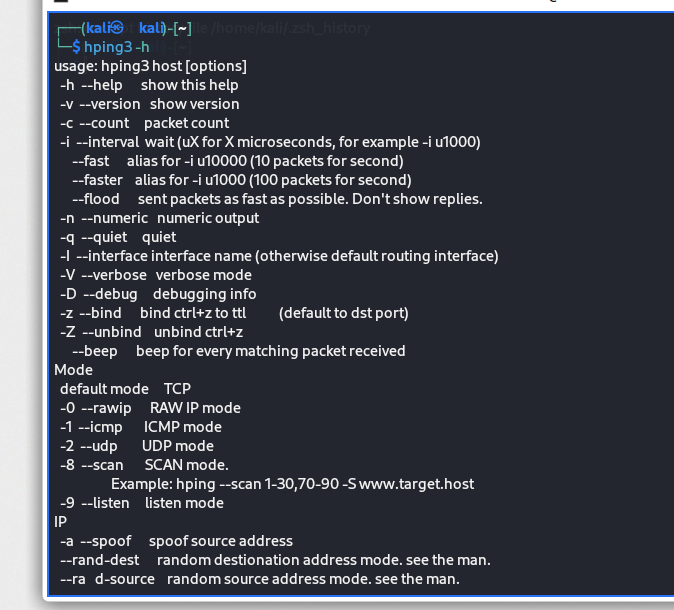 (kali㉿ kali)-[~]
$ hping3 -h
usage: hping3 host [options]
-h --help show this help
-v --version show version
-c --count packet count
-i --interval wait (uX for X microseconds, for example -i u1000)
--fast alias for -i u10000 (10 packets for second)
--faster alias for -i u1000 (100 packets for second)
--flood sent packets as fast as possible. Don't show replies.
-n --numeric numeric output
-q --quiet quiet
-I --interface interface name (otherwise default routing interface)
-V --verbose verbose mode
-D --debug debugging info
-z --bind bind ctrl+z to ttl (default to dst port)
-Z --unbind unbind ctrl+z
--beep beep for every matching packet received
Mode
default mode TCP
-0 --rawip RAW IP mode
-1 --icmp ICMP mode
-2 --udp UDP mode
-8 --scan SCAN mode.
Example: hping --scan 1-30,70-90 -S www.target.host
-9 --listen listen mode
IP
-a --spoof spoof source address
--rand-dest random destionation address mode. see the man.
--ra d-source random source address mode. see the man.